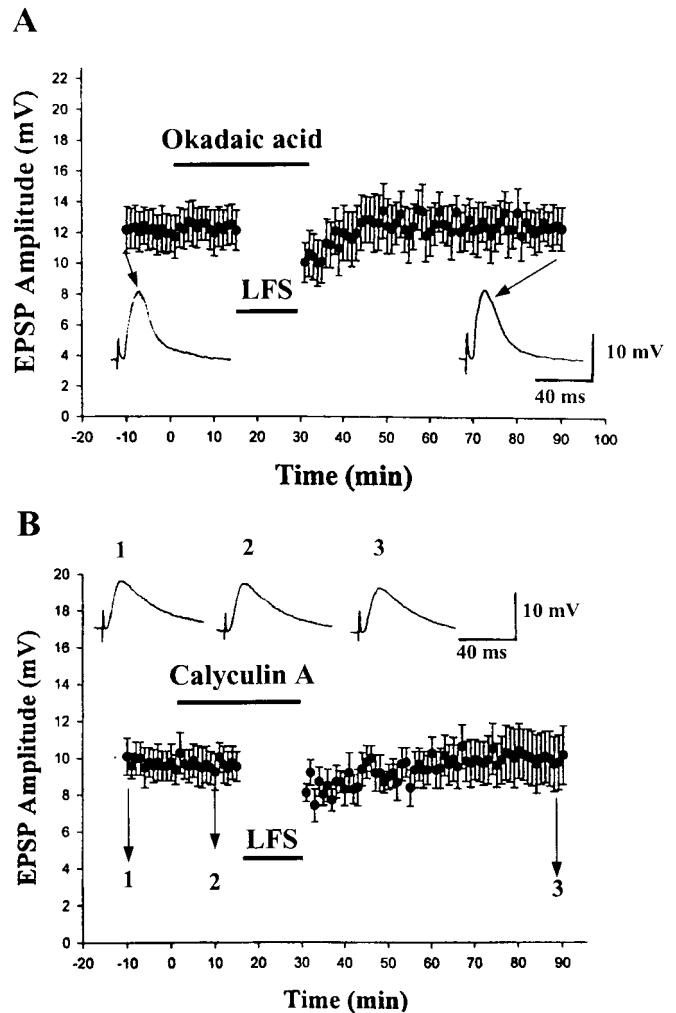 A
EPSP Amplitude (mV)
22
20
18
16
14
12
10
8
6
4
2
0
Okadaic acid
LFS
10 mV
40 ms
-20 -10 0 10 20 30 40 50 60 70 80 90 100
Time (min)
B
1 2 3
EPSP Amplitude (mV)
20
18
16
14
12
10
8
6
4
2
0
10 mV
40 ms
Calyculin A
LFS
1 2 3
-20 -10 0 10 20 30 40 50 60 70 80 90
Time (min)